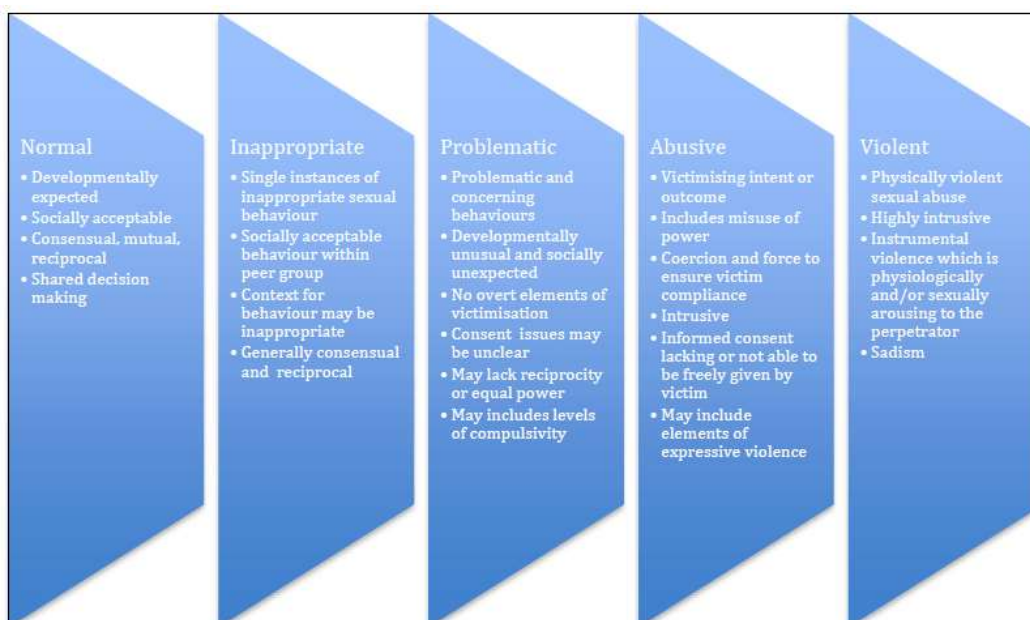 Normal
• Developmentally
expected
• Socially acceptable
• Consensual, mutual,
reciprocal
• Shared decision
making
Inappropriate
• Single instances of
inappropriate sexual
behaviour
• Socially acceptable
behaviour within
peer group
• Context for
behaviour may be
inappropriate
• Generally consensual
and reciprocal
Problematic
• Problematic and
concerning
behaviours
• Developmentally
unusual and socially
unexpected
• No overt elements of
victimisation
• Consent issues may
be unclear
• May lack reciprocity
or equal power
• May includes levels
of compulsivity
Abusive
• Victimising intent or
outcome
• Includes misuse of
power
• Coercion and force to
ensure victim
compliance
• Intrusive
• Informed consent
lacking or not able to
be freely given by
victim
• May include
elements of
expressive violence
Violent
• Physically violent
sexual abuse
• Highly intrusive
• Instrumental
violence which is
physiologically
and/or sexually
arousing to the
perpetrator
• Sadism